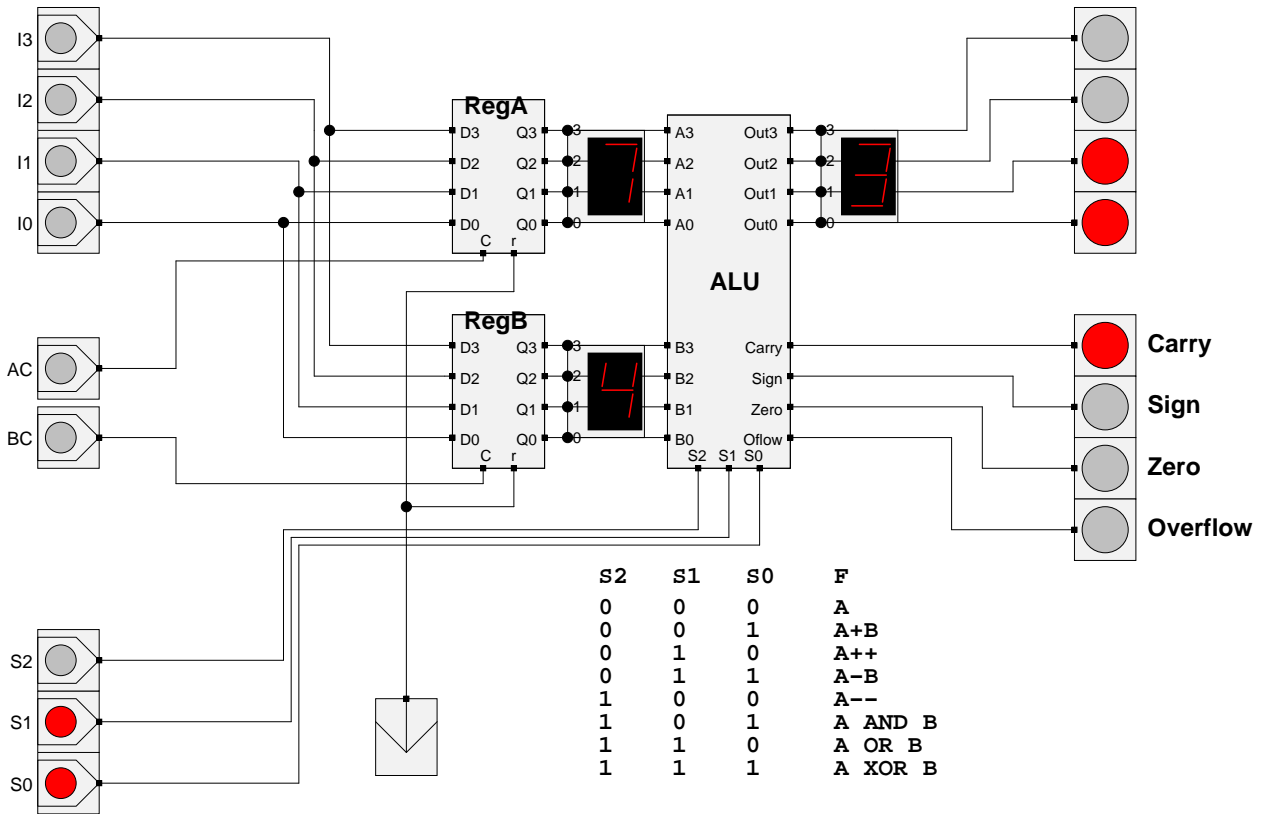 I3
I2
I1
I0
AC
BC
S2
S1
S0
RegA
D3 Q3
D2 Q2
D1 Q1
D0 Q0
C r
3
2
1
0
7
RegB
D3 Q3
D2 Q2
D1 Q1
D0 Q0
C r
3
2
1
0
4
A3 Out3
A2 Out2
A1 Out1
A0 Out0
ALU
B3 Carry
B2 Sign
B1 Zero
B0 Oflow
S2 S1 S0
3
2
1
0
3
Carry
Sign
Zero
Overflow
S2 S1 S0 F
0 0 0 A
0 0 1 A+B
0 1 0 A++
0 1 1 A-B
1 0 0 A--
1 0 1 A AND B
1 1 0 A OR B
1 1 1 A XOR B